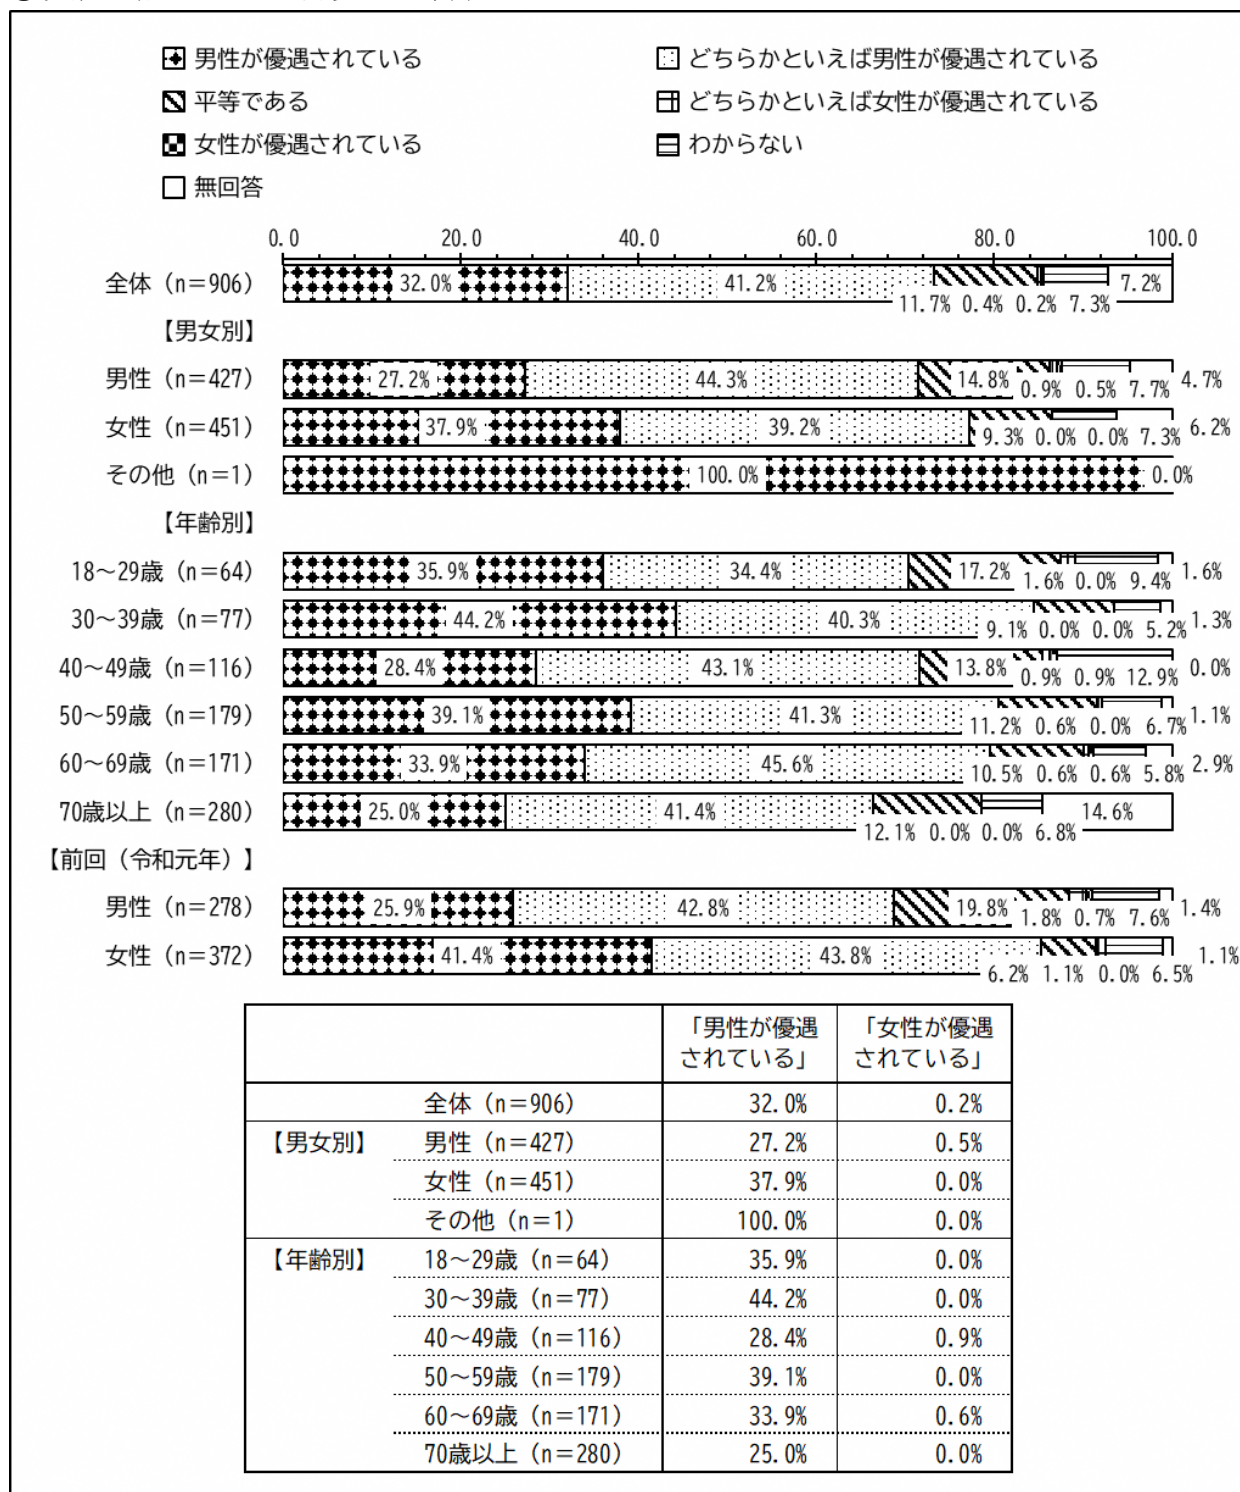 男性が優遇されている どちらかといえば男性が優遇されている
平等である どちらかといえば女性が優遇されている
女性が優遇されている わからない
無回答
0.0 20.0 40.0 60.0 80.0 100.0
全体（n＝906） 32.0% 41.2% 11.7% 0.4% 0.2% 7.3% 7.2%
【男女別】
男性（n＝427） 27.2% 44.3% 14.8% 0.9% 0.5% 7.7% 4.7%
女性（n＝451） 37.9% 39.2% 9.3% 0.0% 0.0% 7.3% 6.2%
その他（n＝1） 100.0% 0.0%
【年齢別】
18～29歳（n＝64） 35.9% 34.4% 17.2% 1.6% 0.0% 9.4% 1.6%
30～39歳（n＝77） 44.2% 40.3% 9.1% 0.0% 0.0% 5.2% 1.3%
40～49歳（n＝116） 28.4% 43.1% 13.8% 0.9% 0.9% 12.9% 0.0%
50～59歳（n＝179） 39.1% 41.3% 11.2% 0.6% 0.0% 6.7% 1.1%
60～69歳（n＝171） 33.9% 45.6% 10.5% 0.6% 0.6% 5.8% 2.9%
70歳以上（n＝280） 25.0% 41.4% 12.1% 0.0% 0.0% 6.8% 14.6%
【前回（令和元年）】
男性（n＝278） 25.9% 42.8% 19.8% 1.8% 0.7% 7.6% 1.4%
女性（n＝372） 41.4% 43.8% 6.2% 1.1% 0.0% 6.5% 1.1%
「男性が優遇されている」 「女性が優遇されている」
全体（n＝906） 32.0% 0.2%
【男女別】 男性（n＝427） 27.2% 0.5%
女性（n＝451） 37.9% 0.0%
その他（n＝1） 100.0% 0.0%
【年齢別】 18～29歳（n＝64） 35.9% 0.0%
30～39歳（n＝77） 44.2% 0.0%
40～49歳（n＝116） 28.4% 0.9%
50～59歳（n＝179） 39.1% 0.0%
60～69歳（n＝171） 33.9% 0.6%
70歳以上（n＝280） 25.0% 0.0%